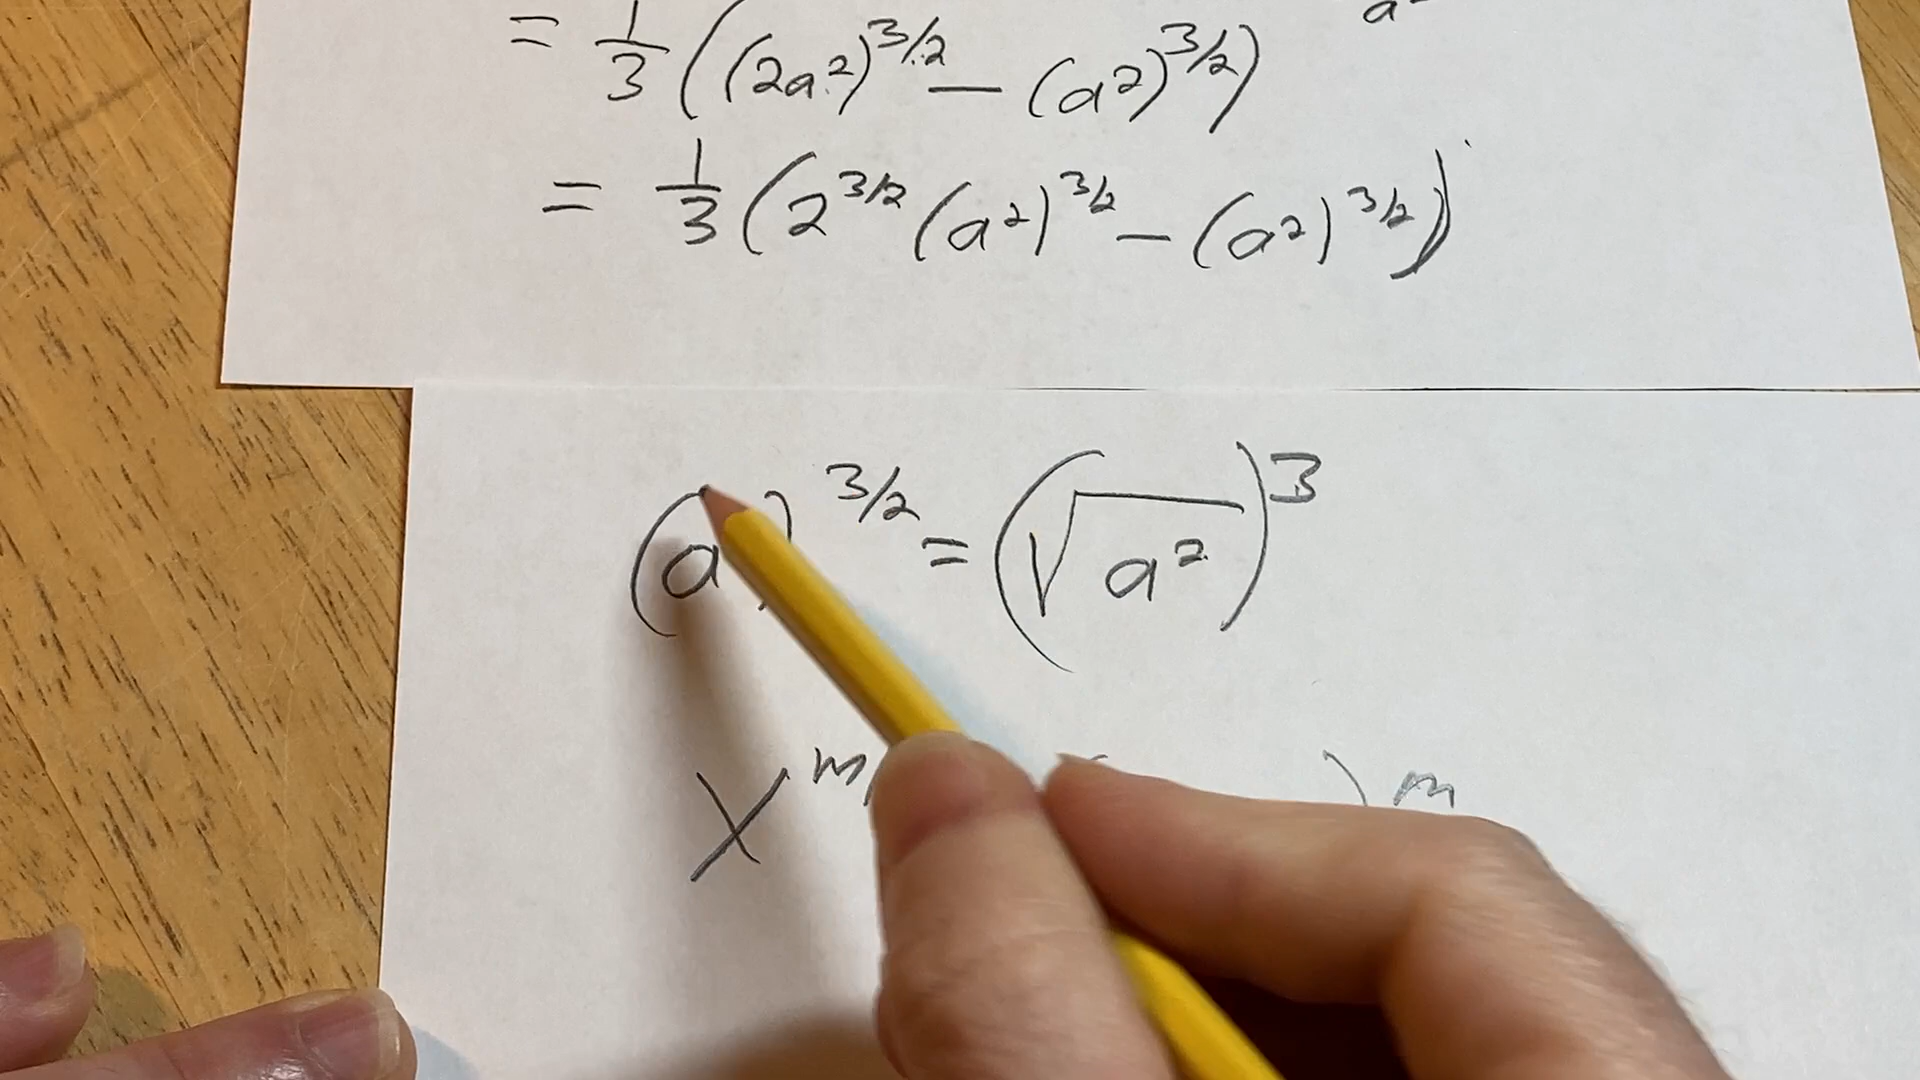 = 1/3 ((2a²)^3/2 − (a²)^3/2)
= 1/3 (2^3/2 (a²)^3/2 − (a²)^3/2)
(a )^3/2 = (√a²)^3
x^m/ ( )^m